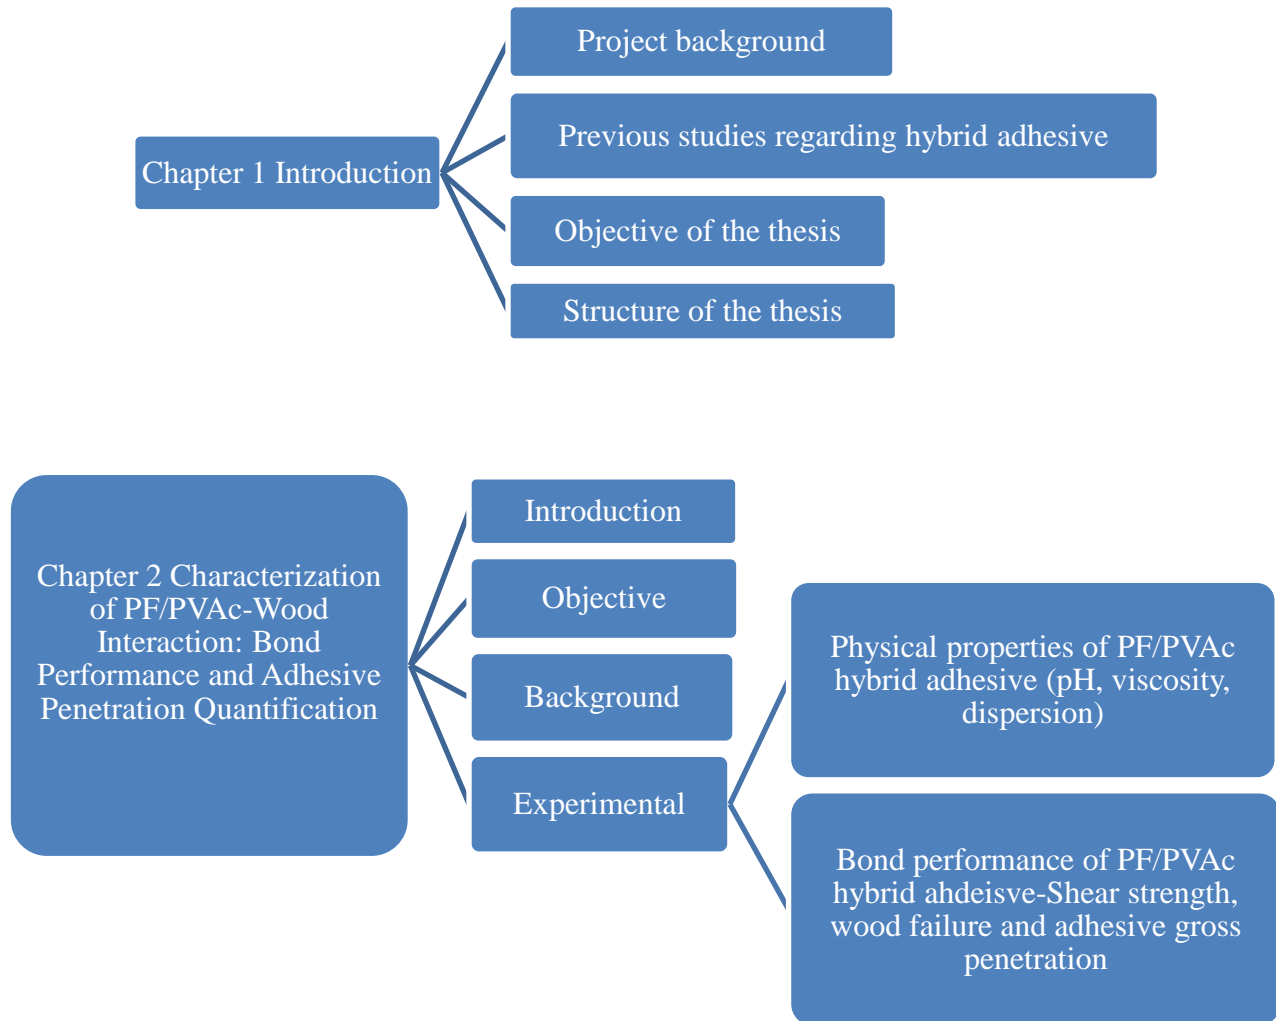 Project background
Previous studies regarding hybrid adhesive
Chapter 1 Introduction
Objective of the thesis
Structure of the thesis
Chapter 2 Characterization
of PF/PVAc-Wood
Interaction: Bond
Performance and Adhesive
Penetration Quantification
Introduction
Objective
Background
Experimental
Physical properties of PF/PVAc
hybrid adhesive (pH, viscosity,
dispersion)
Bond performance of PF/PVAc
hybrid ahdeisve-Shear strength,
wood failure and adhesive gross
penetration